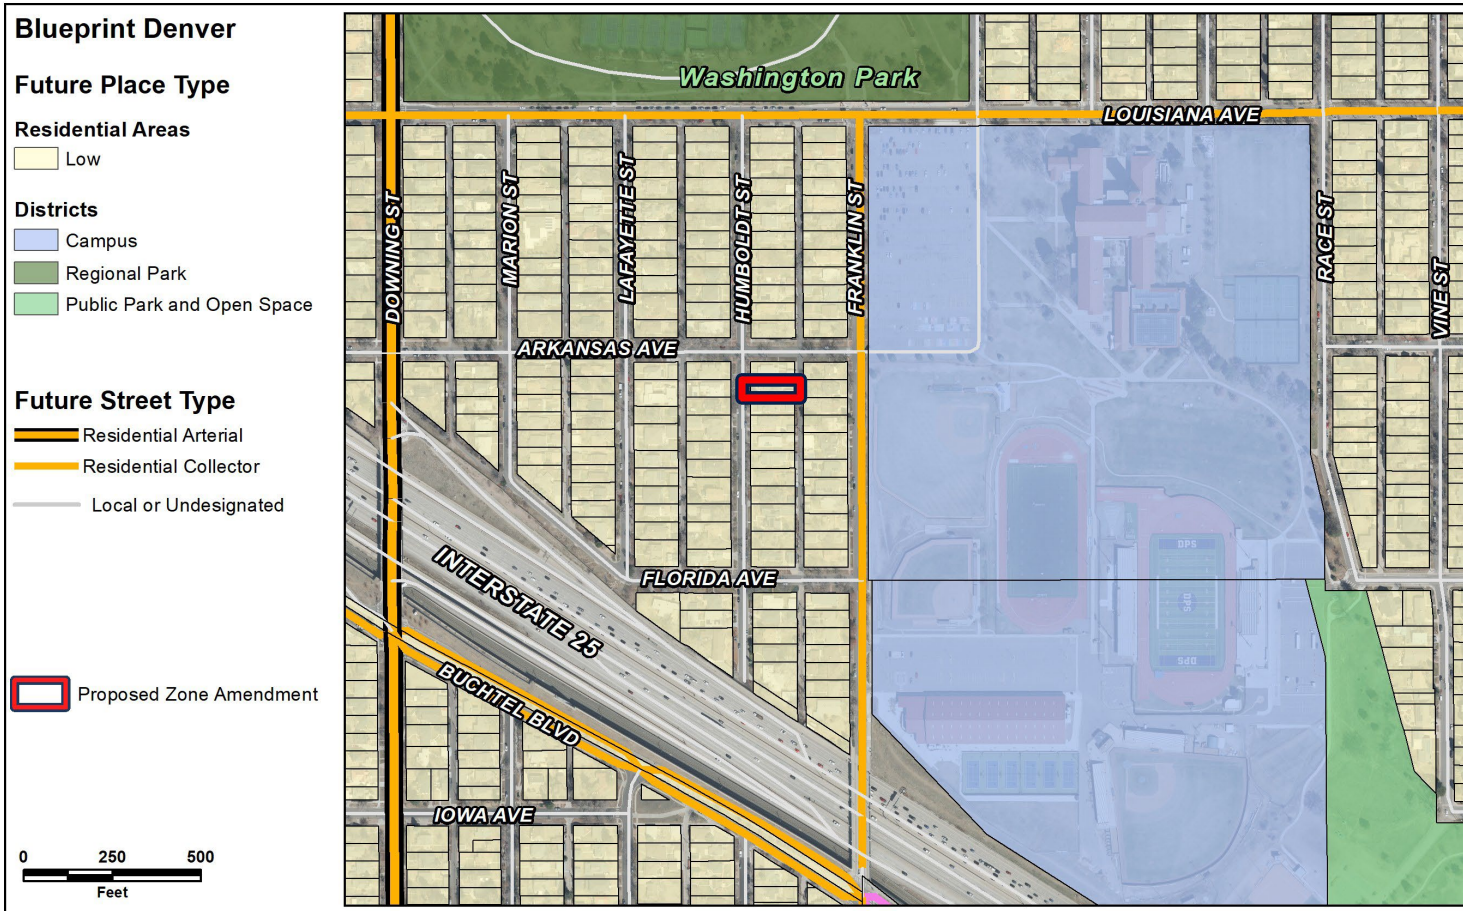 Blueprint Denver
Future Place Type
Residential Areas
Low
Districts
Campus
Regional Park
Public Park and Open Space
Future Street Type
Residential Arterial
Residential Collector
Local or Undesignated
Proposed Zone Amendment
0 250 500
Feet
Washington Park
LOUISIANA AVE
DOWNING ST
MARION ST
LAFAYETTE ST
HUMBOLDT ST
FRANKLIN ST
RACE ST
VINE ST
ARKANSAS AVE
FLORIDA AVE
INTERSTATE 25
BUCHTEL BLVD
IOWA AVE
DPS
DPS
DPS